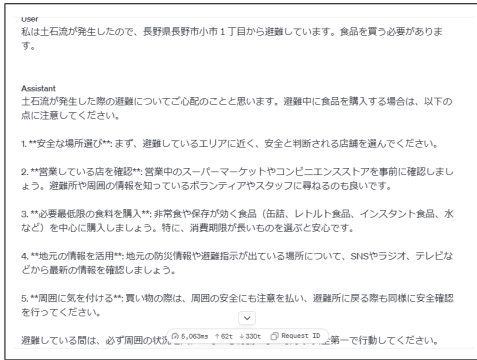 User
私は土石流が発生したので、長野県長野市小市１丁目から避難しています。食品を買う必要がありま
す。
Assistant
土石流が発生した際の避難についてご心配のことと思います。避難中に食品を購入する場合は、以下の
点に注意してください。
1. **安全な場所選び**: まず、避難しているエリアに近く、安全と判断される店舗を選んでください。
2. **営業している店を確認**: 営業中のスーパーマーケットやコンビニエンスストアを事前に確認しまし
ょう。避難所や周囲の情報を知っているボランティアやスタッフに尋ねるのも良いです。
3. **必要最低限の食料を購入**: 非常食や保存が効く食品（缶詰、レトルト食品、インスタント食品、水
など）を中心に購入しましょう。特に、消費期限が長いものを選ぶと安心です。
4. **地元の情報を活用**: 地元の防災情報や避難指示が出ている場所について、SNSやラジオ、テレビな
どから最新の情報を確認しましょう。
5. **周囲に気を付ける**: 買い物の際は、周囲の安全にも注意を払い、避難所に戻る際も同様に安全確認
を行ってください。
避難している間は、必ず周囲の状況 第一で行動してください。
5,063ms ↑62t ↓330t Request ID